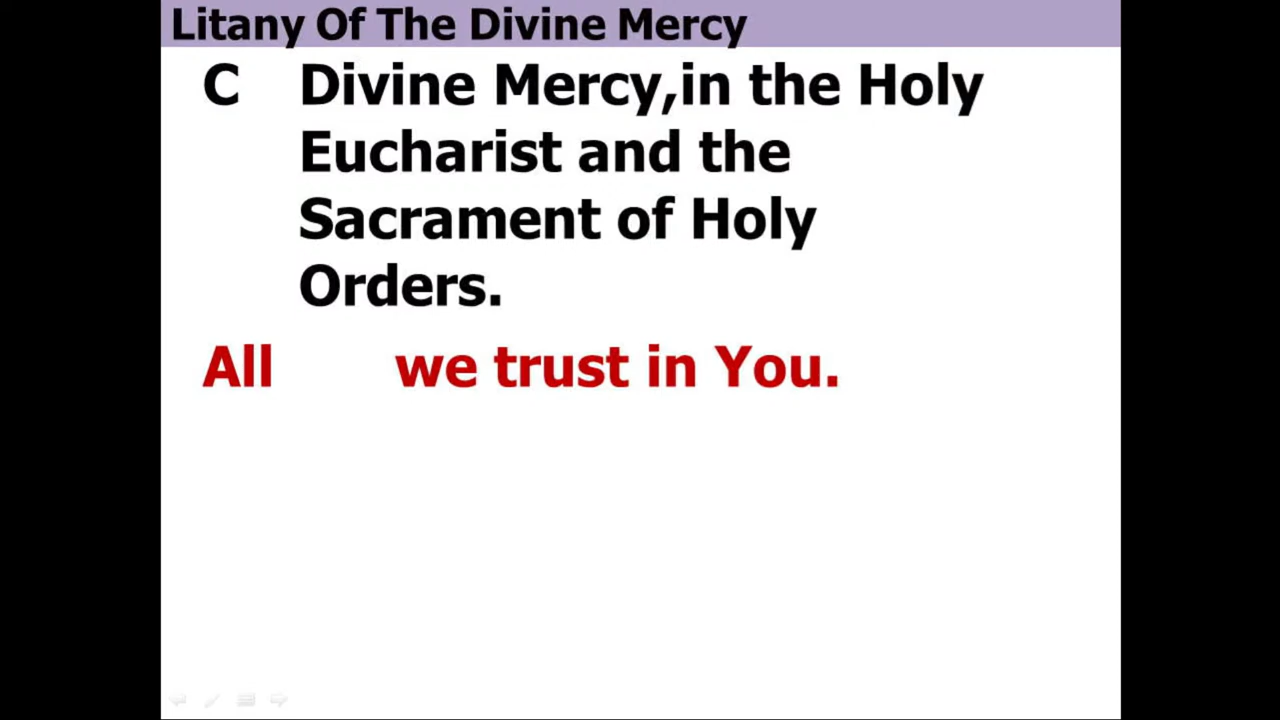 Litany Of The Divine Mercy
C Divine Mercy,in the Holy
Eucharist and the
Sacrament of Holy
Orders.
All we trust in You.